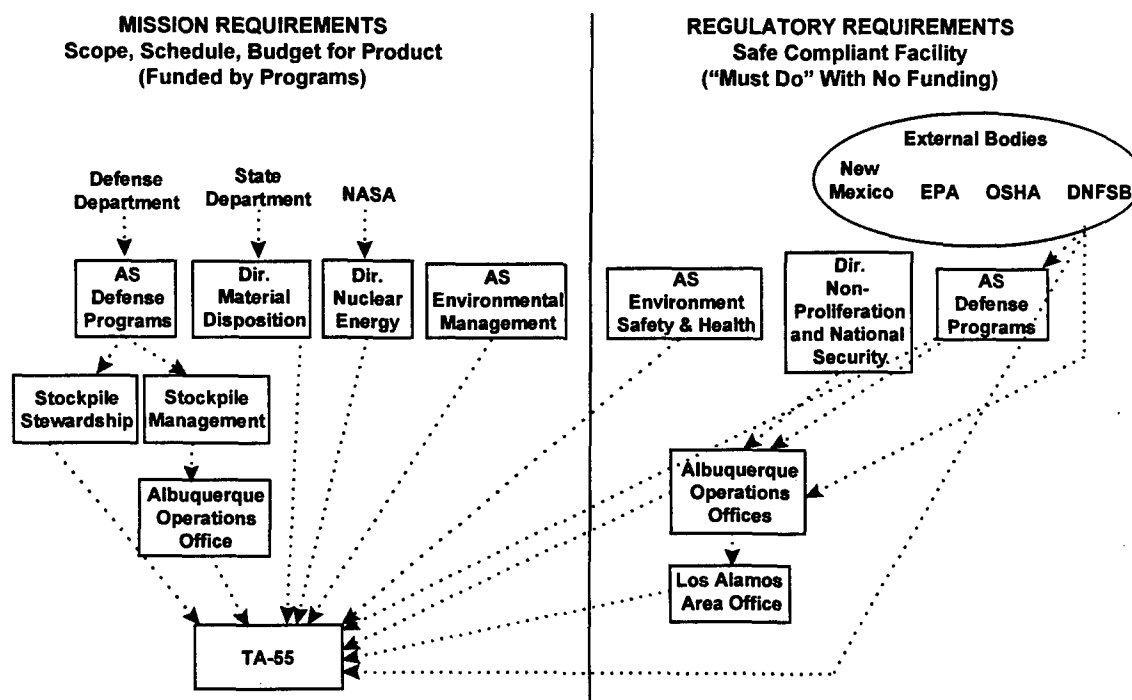 MISSION REQUIREMENTS
Scope, Schedule, Budget for Product
(Funded by Programs)
REGULATORY REQUIREMENTS
Safe Compliant Facility
("Must Do" With No Funding)
External Bodies
New
Mexico
EPA
OSHA
DNFSB
Defense
Department
State
Department
NASA
AS
Defense
Programs
Dir.
Material
Disposition
Dir.
Nuclear
Energy
AS
Environmental
Management
AS
Environment
Safety & Health
Dir.
Non-
Proliferation
and National
Security.
AS
Defense
Programs
Stockpile
Stewardship
Stockpile
Management
Albuquerque
Operations
Office
Albuquerque
Operations
Offices
Los Alamos
Area Office
TA-55